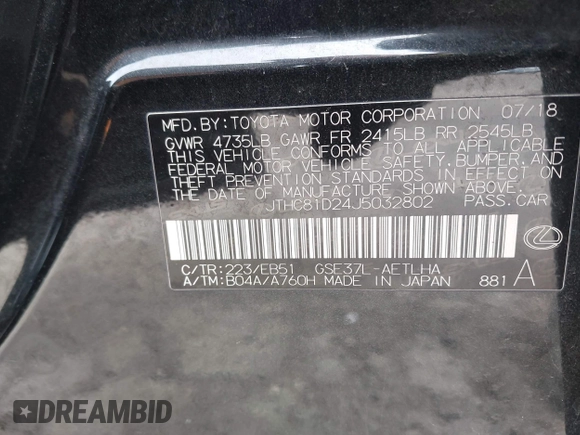 MFD.BY:TOYOTA MOTOR CORPORATION 07/18
GVWR 4735LB GAWR FR 2415LB RR 2545LB
THIS VEHICLE CONFORMS TO ALL APPLICABLE
FEDERAL MOTOR VEHICLE SAFETY,BUMPER,AND
THEFT PREVENTION STANDARDS IN EFFECT ON
THE DATE OF MANUFACTURE SHOWN ABOVE.
JTHC81D24J5032802 PASS.CAR
C/TR:223/EB51 GSE37L-AETLHA
A/TM:B04A/A760H MADE IN JAPAN 881 A
DREAMBID